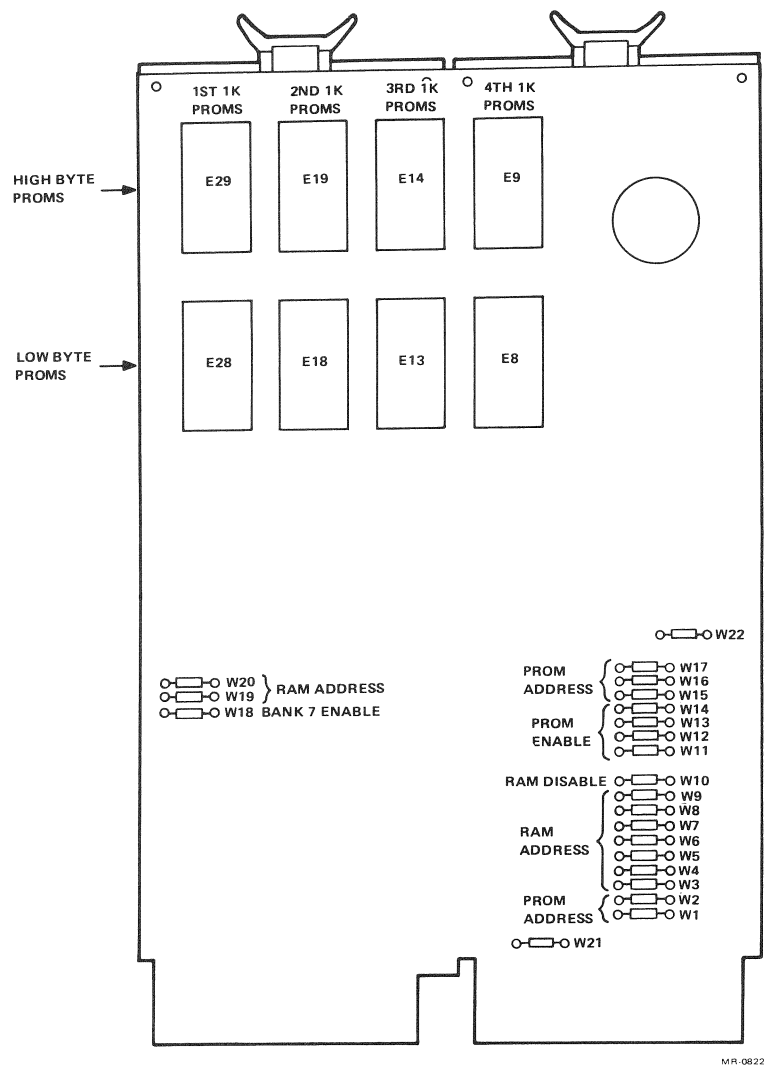 1ST 1K
PROMS
2ND 1K
PROMS
3RD 1K
PROMS
4TH 1K
PROMS
HIGH BYTE
PROMS
E29
E19
E14
E9
LOW BYTE
PROMS
E28
E18
E13
E8
W22
W20
W19
RAM ADDRESS
W18 BANK 7 ENABLE
PROM
ADDRESS
W17
W16
W15
PROM
ENABLE
W14
W13
W12
W11
RAM DISABLE
W10
RAM
ADDRESS
W9
W8
W7
W6
W5
W4
W3
PROM
ADDRESS
W2
W1
W21
MR-0822